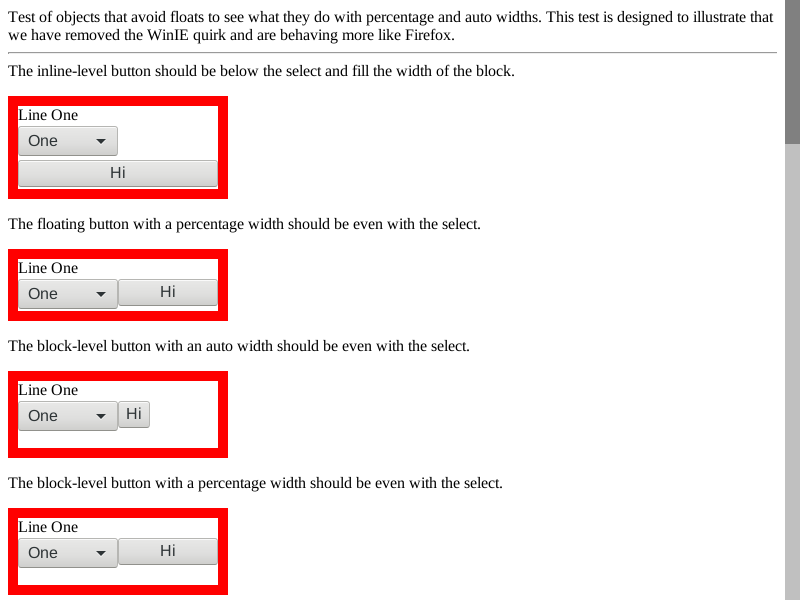 Test of objects that avoid floats to see what they do with percentage and auto widths. This test is designed to illustrate that
we have removed the WinIE quirk and are behaving more like Firefox.
The inline-level button should be below the select and fill the width of the block.
Line One
One
Hi
The floating button with a percentage width should be even with the select.
Line One
One Hi
The block-level button with an auto width should be even with the select.
Line One
One Hi
The block-level button with a percentage width should be even with the select.
Line One
One Hi